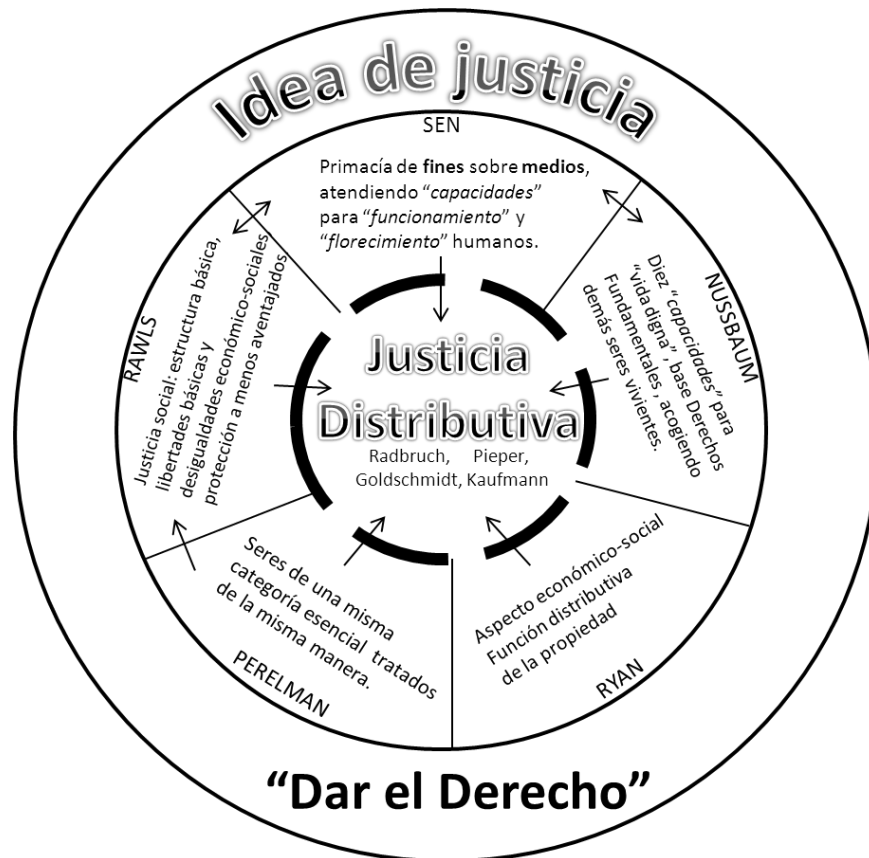 Idea de justicia
SEN
Primacía de fines sobre medios,
atendiendo “capacidades”
para “funcionamiento” y
“florecimiento” humanos.
RAWLS
Justicia social: estructura básica,
libertades básicas y
desigualdades económico-sociales,
protección a menos aventajados.
NUSSBAUM
Diez “capacidades” para
“vida digna”, base Derechos
Fundamentales , acogiendo
demás seres vivientes.
Justicia
Distributiva
Radbruch, Pieper,
Goldschmidt, Kaufmann
Seres de una misma
categoría esencial tratados
de la misma manera.
PERELMAN
Aspecto económico-social
Función distributiva
de la propiedad
RYAN
“Dar el Derecho”